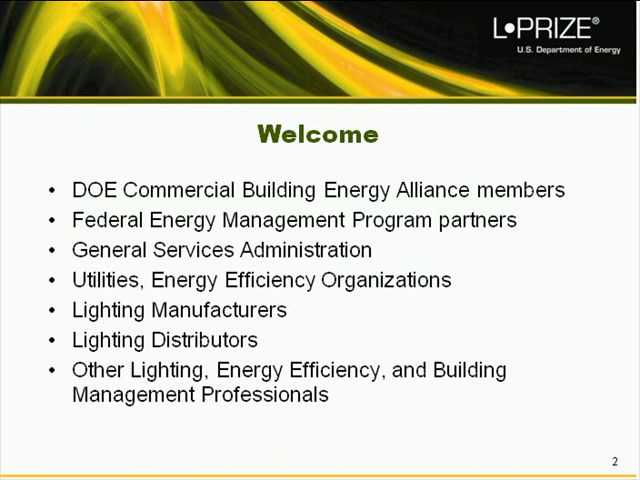 L•PRIZE®
U.S. Department of Energy
Welcome
• DOE Commercial Building Energy Alliance members
• Federal Energy Management Program partners
• General Services Administration
• Utilities, Energy Efficiency Organizations
• Lighting Manufacturers
• Lighting Distributors
• Other Lighting, Energy Efficiency, and Building
Management Professionals
2